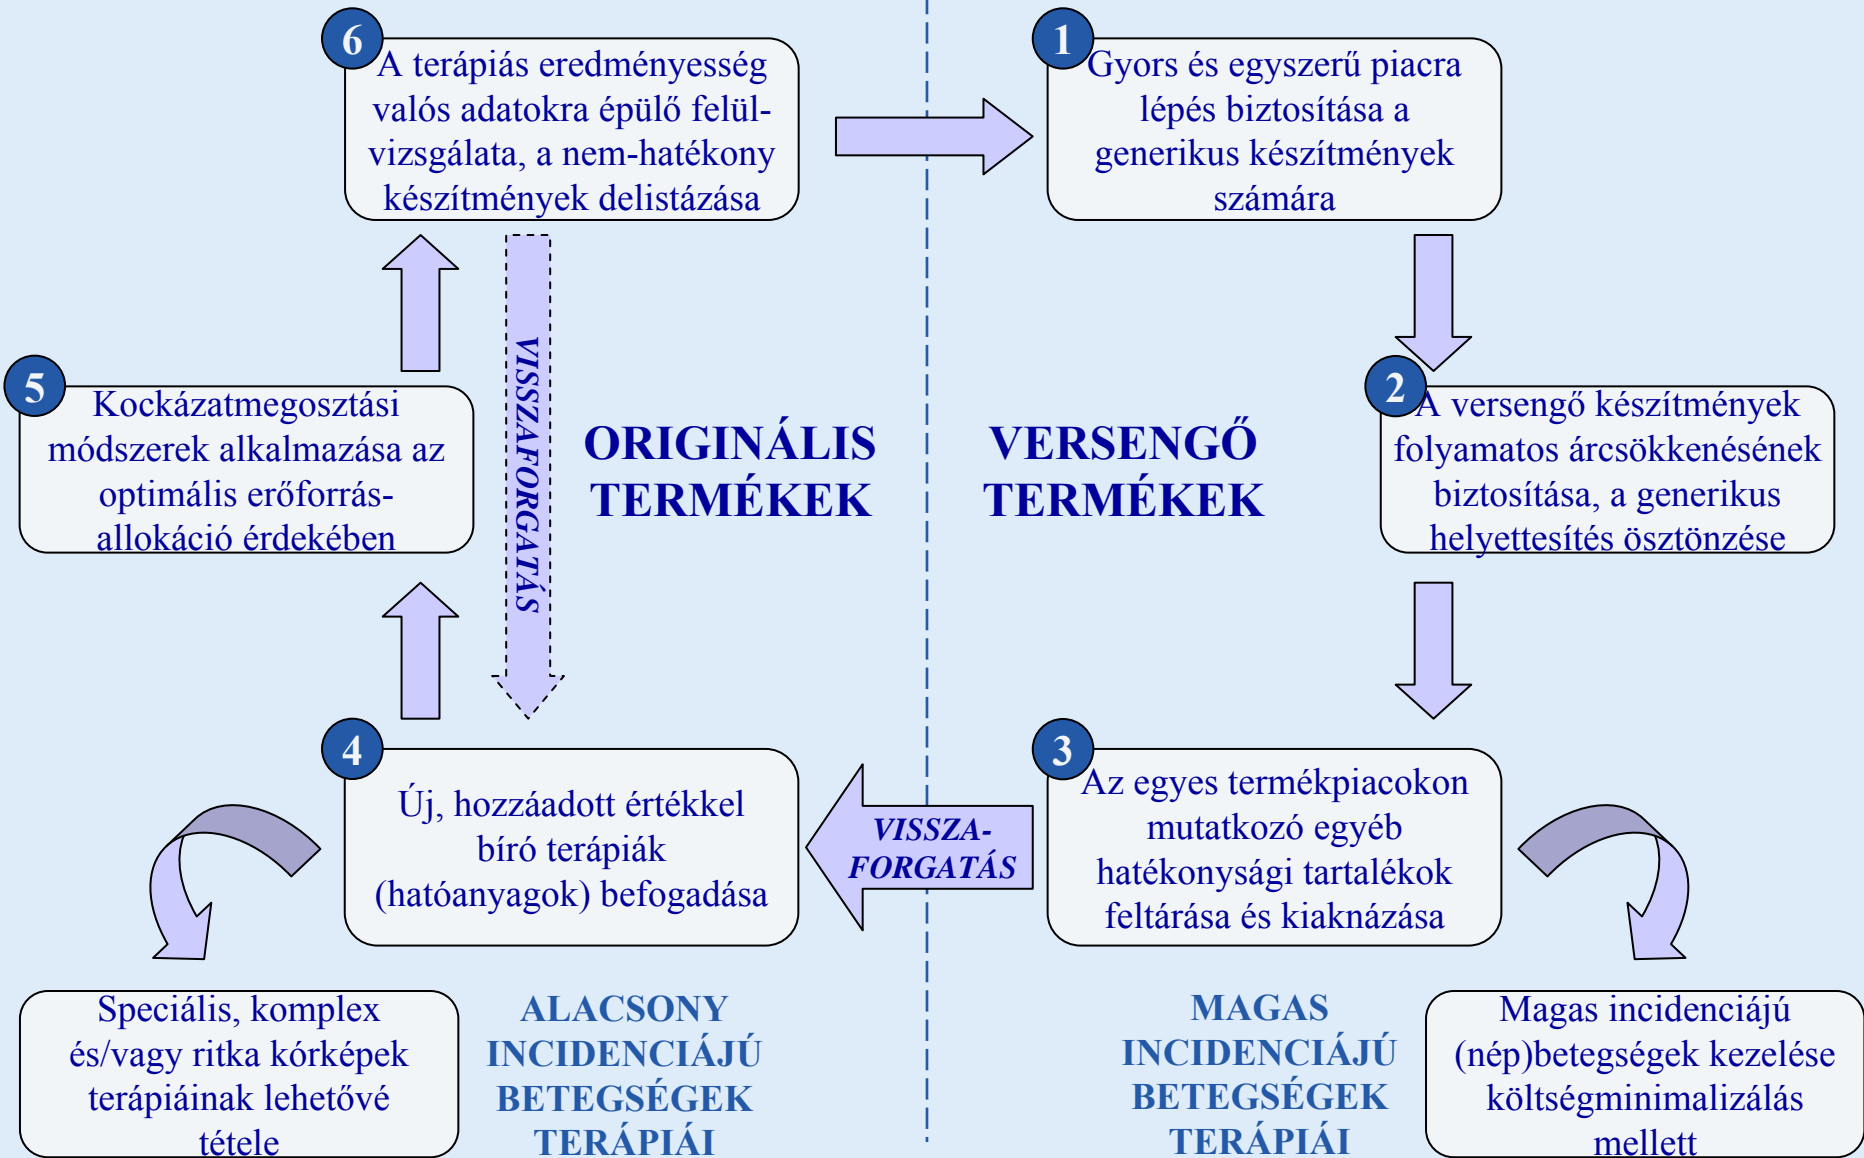 6
A terápiás eredményesség
valós adatokra épülő felül-
vizsgálata, a nem-hatékony
készítmények delistázása
1
Gyors és egyszerű piacra
lépés biztosítása a
generikus készítmények
számára
5
Kockázatmegosztási
módszerek alkalmazása az
optimális erőforrás-
allokáció érdekében
VISSZAFORGATÁS
ORIGINÁLIS
TERMÉKEK
VERSENGŐ
TERMÉKEK
2
A versengő készítmények
folyamatos árcsökkenésének
biztosítása, a generikus
helyettesítés ösztönzése
4
Új, hozzáadott értékkel
bíró terápiák
(hatóanyagok) befogadása
VISSZA-
FORGATÁS
3
Az egyes termékpiacokon
mutatkozó egyéb
hatékonysági tartalékok
feltárása és kiaknázása
Speciális, komplex
és/vagy ritka kórképek
terápiáinak lehetővé
tétele
ALACSONY
INCIDENCIÁJÚ
BETEGSÉGEK
TERÁPIÁI
MAGAS
INCIDENCIÁJÚ
BETEGSÉGEK
TERÁPIÁI
Magas incidenciájú
(nép)betegségek kezelése
költségminimalizálás
mellett